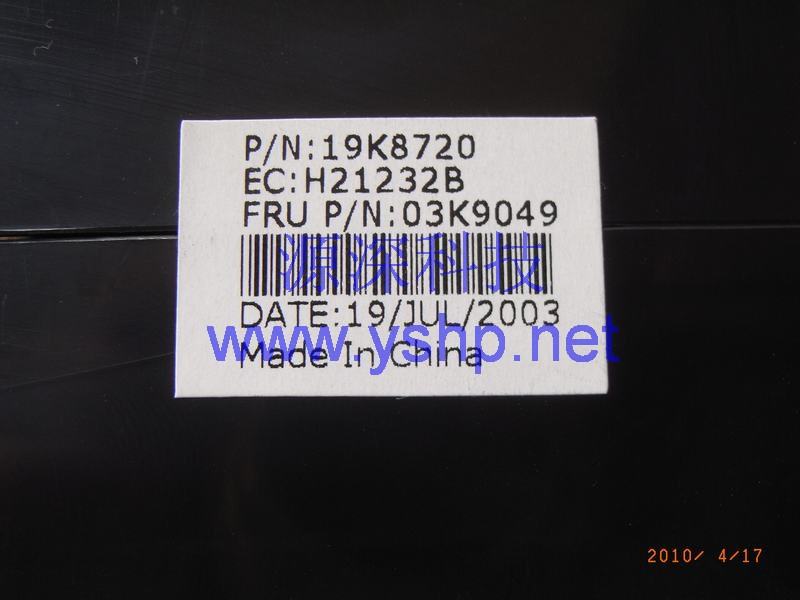 P/N:19K8720
EC:H21232B
FRU P/N:03K9049
源深科技
DATE:19/JUL/2003
www.yshp.net
Made In China
2010/ 4/17